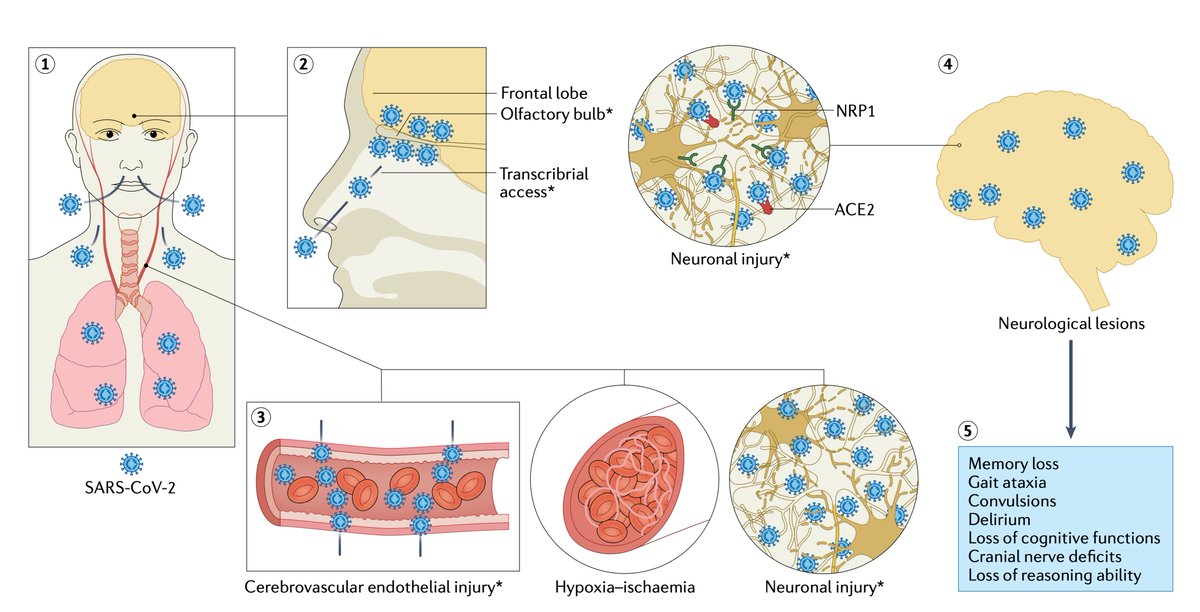 1
2
Frontal lobe
Olfactory bulb*
Transcribrial
access*
NRP1
ACE2
Neuronal injury*
4
Neurological lesions
SARS-CoV-2
3
Cerebrovascular endothelial injury*
Hypoxia–ischaemia
Neuronal injury*
5
Memory loss
Gait ataxia
Convulsions
Delirium
Loss of cognitive functions
Cranial nerve deficits
Loss of reasoning ability